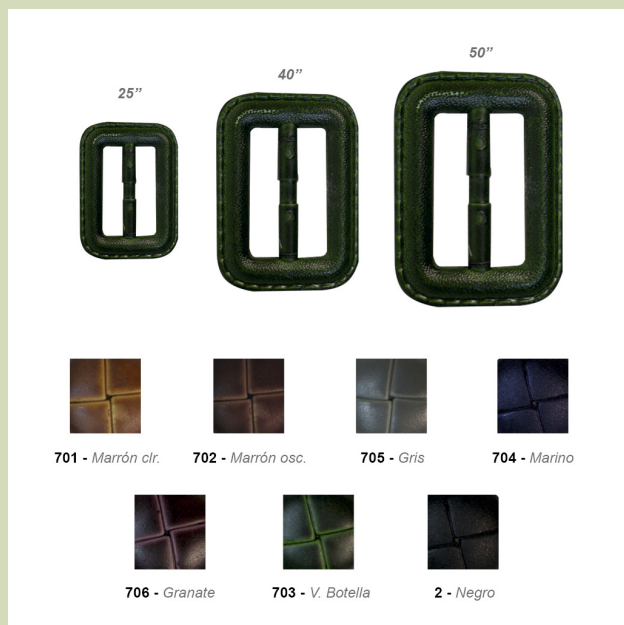 50”
40”
25”
701 - Marrón clr.
702 - Marrón osc.
705 - Gris
704 - Marino
706 - Granate
703 - V. Botella
2 - Negro